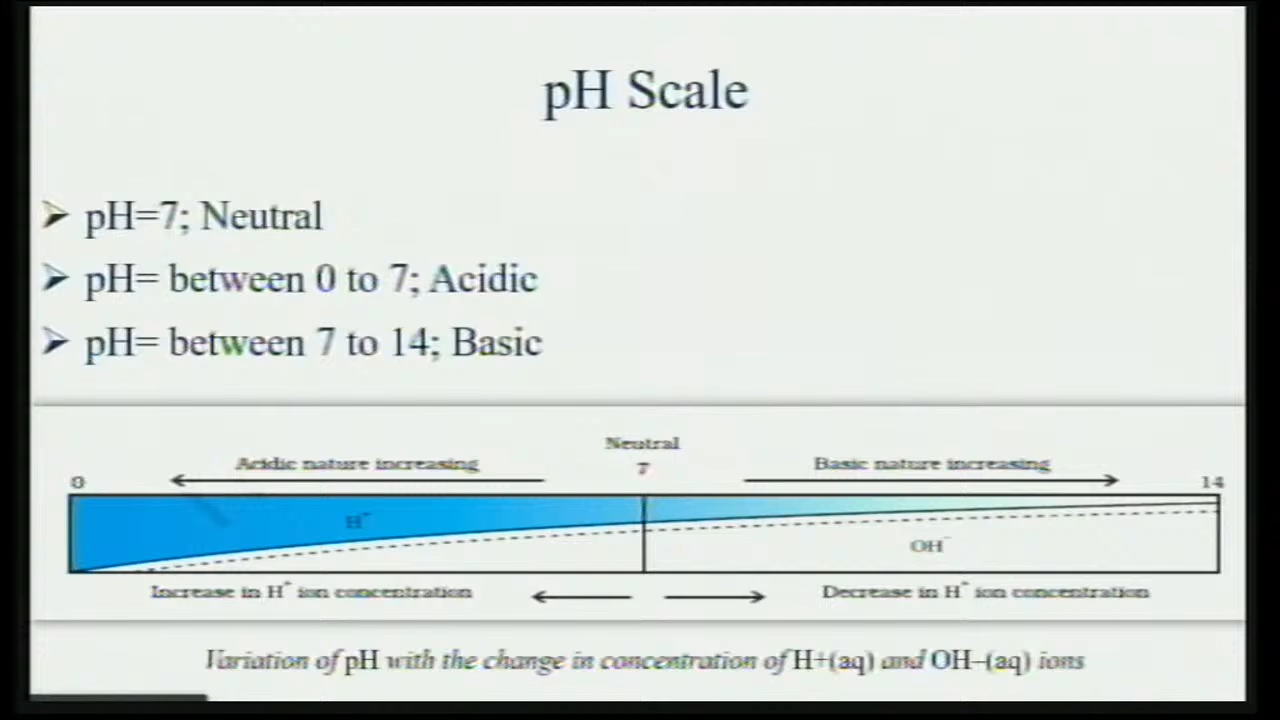 pH Scale
➢ pH=7; Neutral
➢ pH= between 0 to 7; Acidic
➢ pH= between 7 to 14; Basic
Neutral
Acidic nature increasing 7 Basic nature increasing
0 14
H⁺
OH⁻
Increase in H⁺ ion concentration Decrease in H⁺ ion concentration
Variation of pH with the change in concentration of H+(aq) and OH–(aq) ions